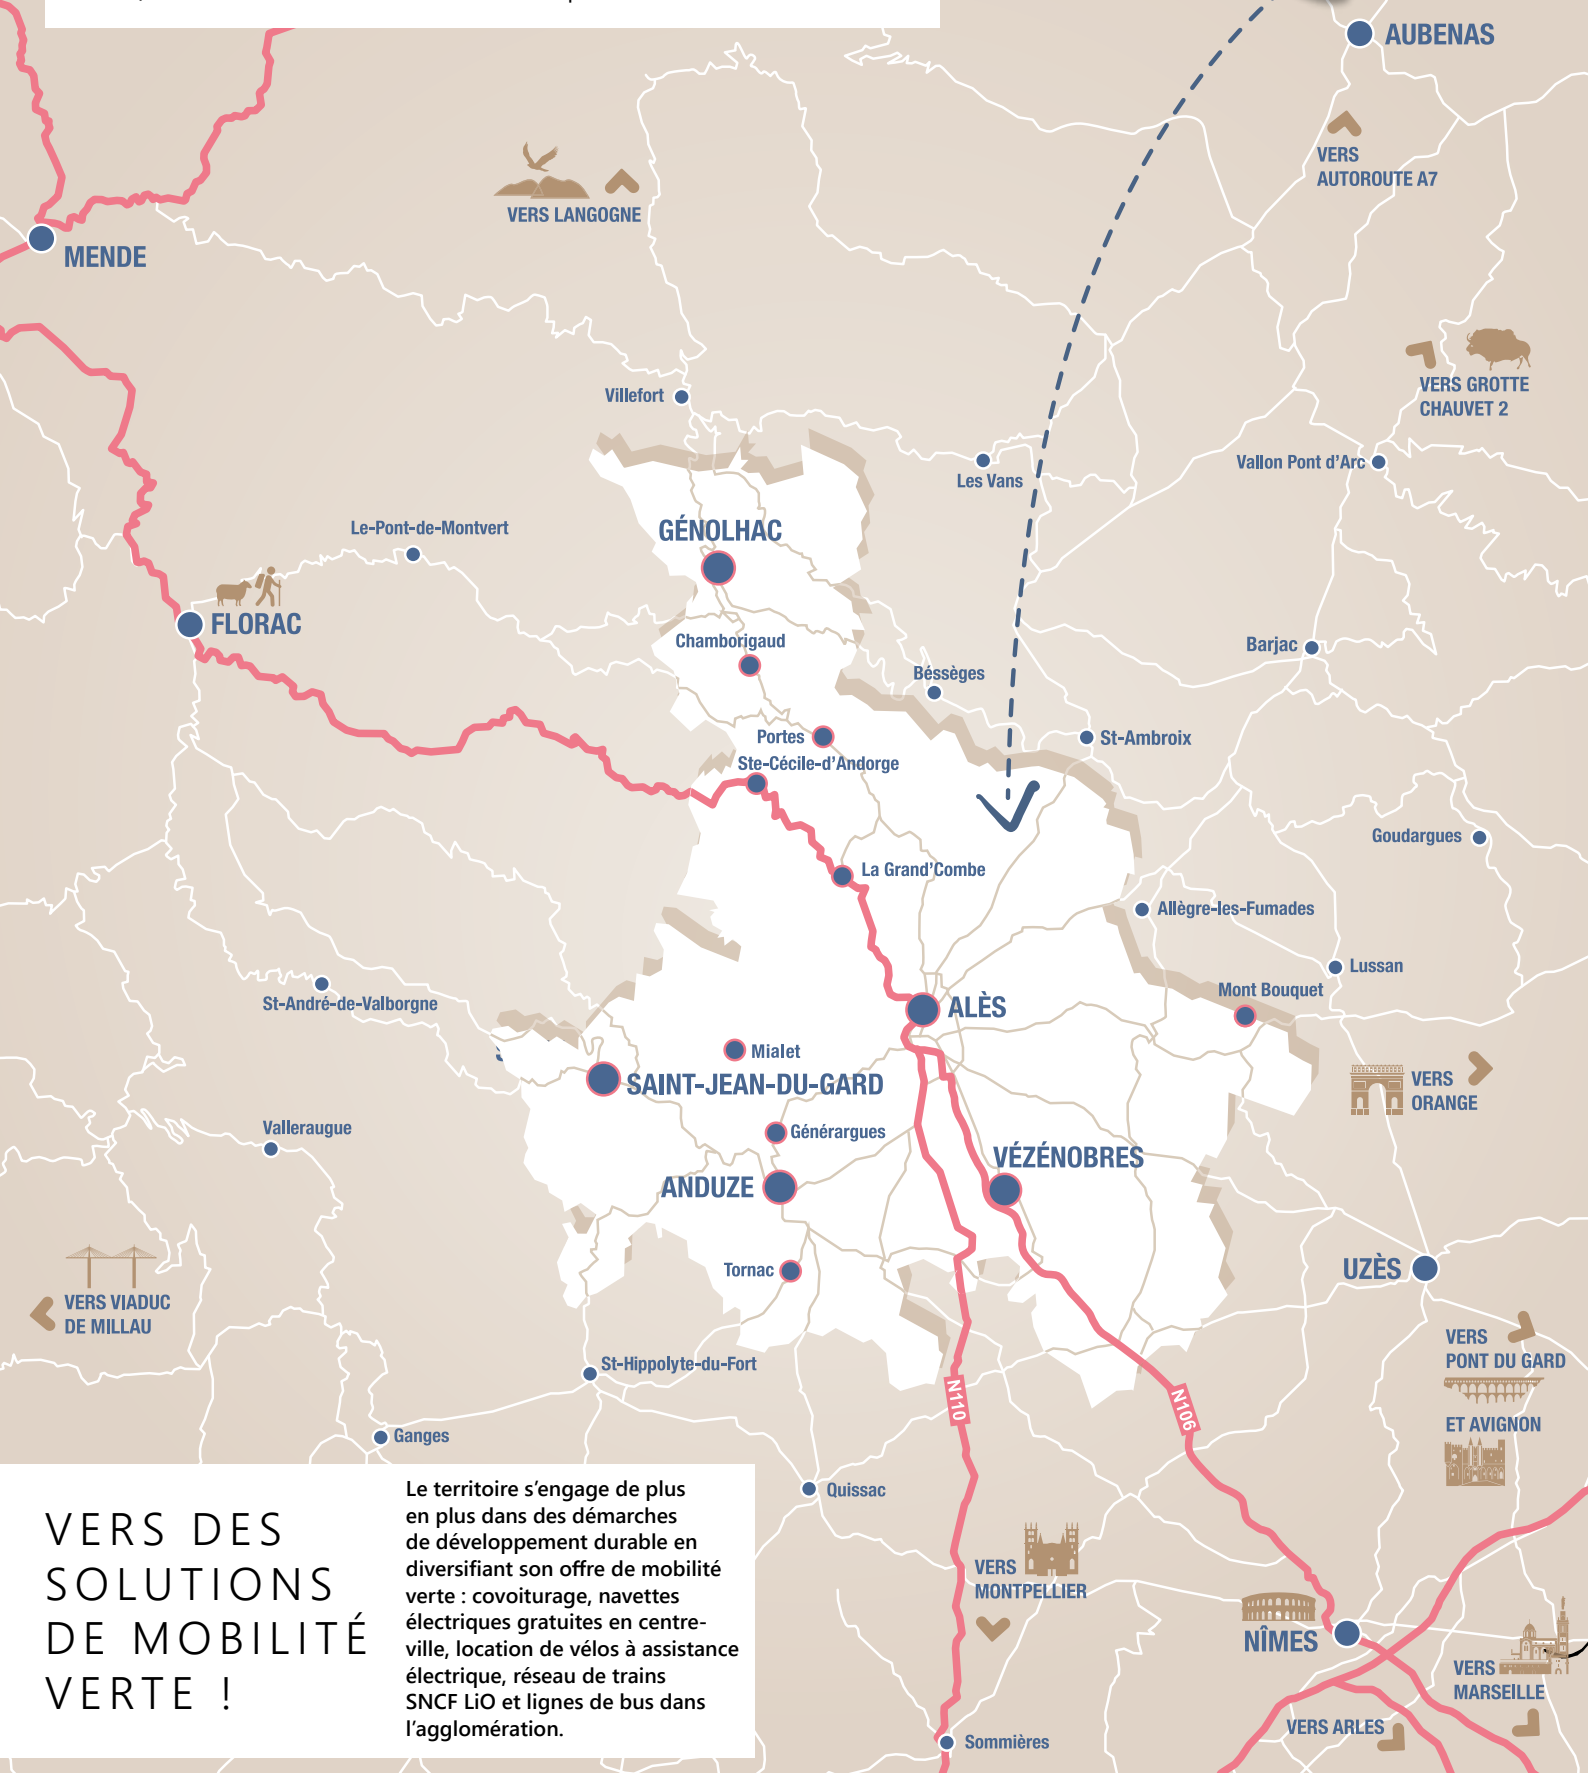 AUBENAS
VERS
AUTOROUTE A7
VERS LANGOGNE
MENDE
VERS GROTTE
CHAUVET 2
Villefort
Les Vans
Vallon Pont d’Arc
Le-Pont-de-Montvert
GÉNOLHAC
FLORAC
Chamborigaud
Barjac
Béssèges
Portes
St-Ambroix
Ste-Cécile-d’Andorge
Goudargues
La Grand’Combe
Allègre-les-Fumades
Lussan
Mont Bouquet
St-André-de-Valborgne
ALÈS
Mialet
SAINT-JEAN-DU-GARD
VERS
ORANGE
Valleraugue
Générargues
VÉZÉNOBRES
ANDUZE
Tornac
UZÈS
VERS VIADUC
DE MILLAU
VERS
PONT DU GARD
ET AVIGNON
St-Hippolyte-du-Fort
N110
N106
Ganges
Quissac
VERS
MONTPELLIER
NÎMES
VERS
MARSEILLE
VERS ARLES
Sommières
VERS DES
SOLUTIONS
DE MOBILITÉ
VERTE !
Le territoire s’engage de plus
en plus dans des démarches
de développement durable en
diversifiant son offre de mobilité
verte : covoiturage, navettes
électriques gratuites en centre-
ville, location de vélos à assistance
électrique, réseau de trains
SNCF LiO et lignes de bus dans
l’agglomération.